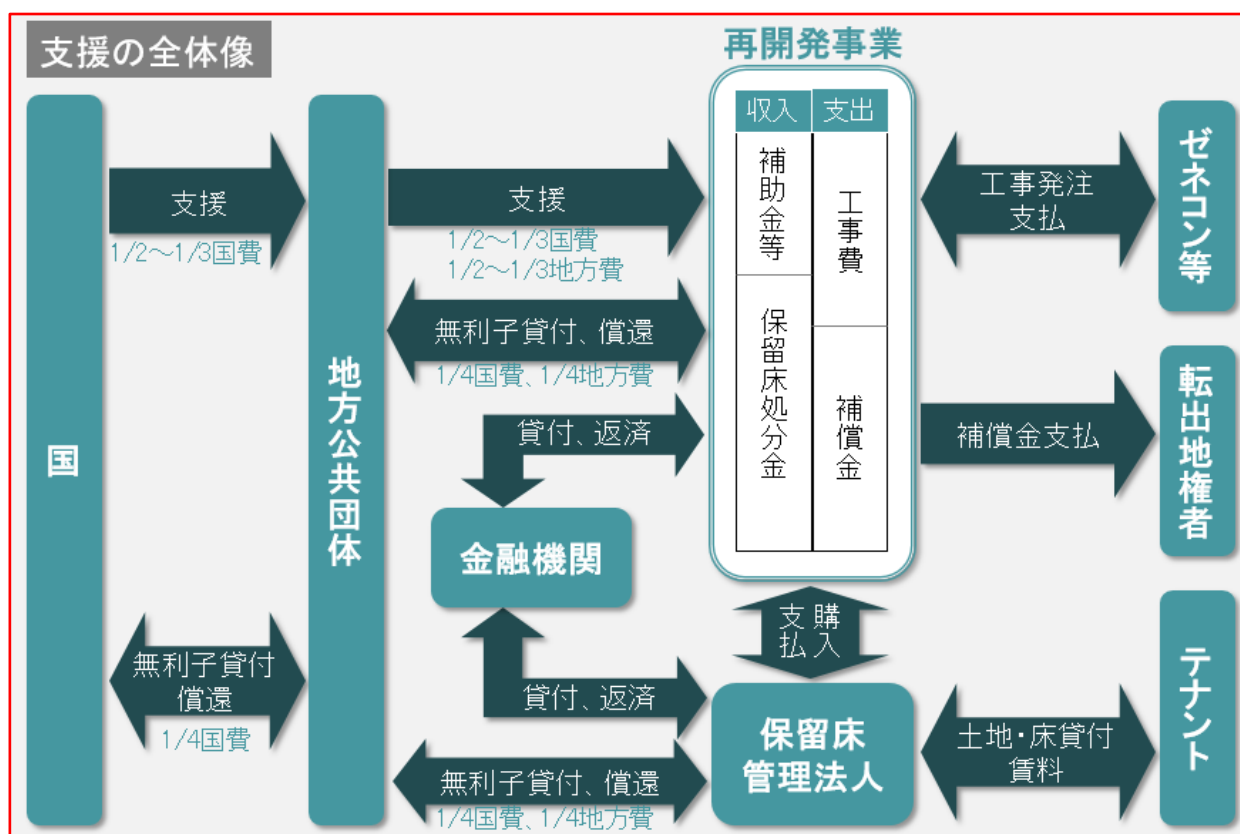 支援の全体像
再開発事業
国
支援
1/2～1/3国費
無利子貸付
償還
1/4国費
地方公共団体
支援
1/2～1/3国費
1/2～1/3地方費
無利子貸付、償還
1/4国費、1/4地方費
貸付、返済
金融機関
貸付、返済
無利子貸付、償還
1/4国費、1/4地方費
収入
支出
補助金等
保留床処分金
工事費
補償金
購入
支払
保留床
管理法人
工事発注
支払
ゼネコン等
補償金支払
転出地権者
土地・床貸付
賃料
テナント